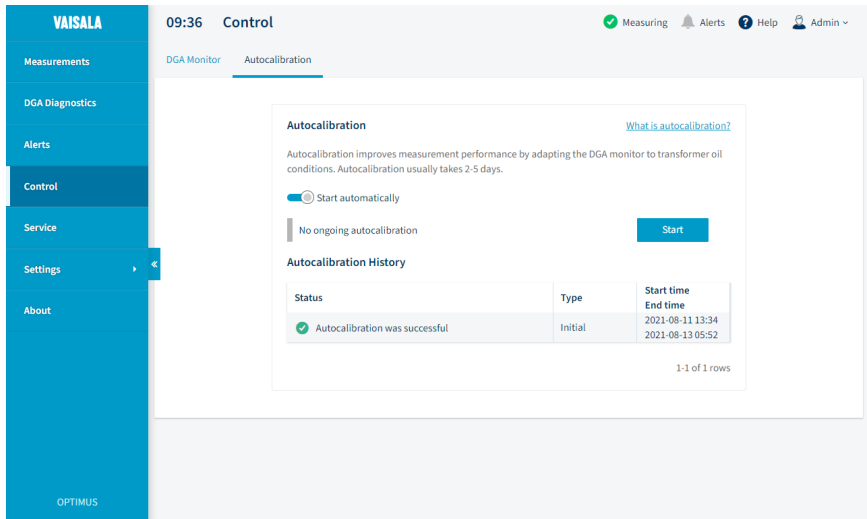 VAISALA
09:36 Control
Measuring Alerts Help Admin
Measurements
DGA Diagnostics
Alerts
Control
Service
Settings
About
OPTIMUS
DGA Monitor Autocalibration
Autocalibration What is autocalibration?
Autocalibration improves measurement performance by adapting the DGA monitor to transformer oil
conditions. Autocalibration usually takes 2-5 days.
Start automatically
No ongoing autocalibration Start
Autocalibration History
Status Type Start time
End time
Autocalibration was successful Initial 2021-08-11 13:34
2021-08-13 05:52
1-1 of 1 rows